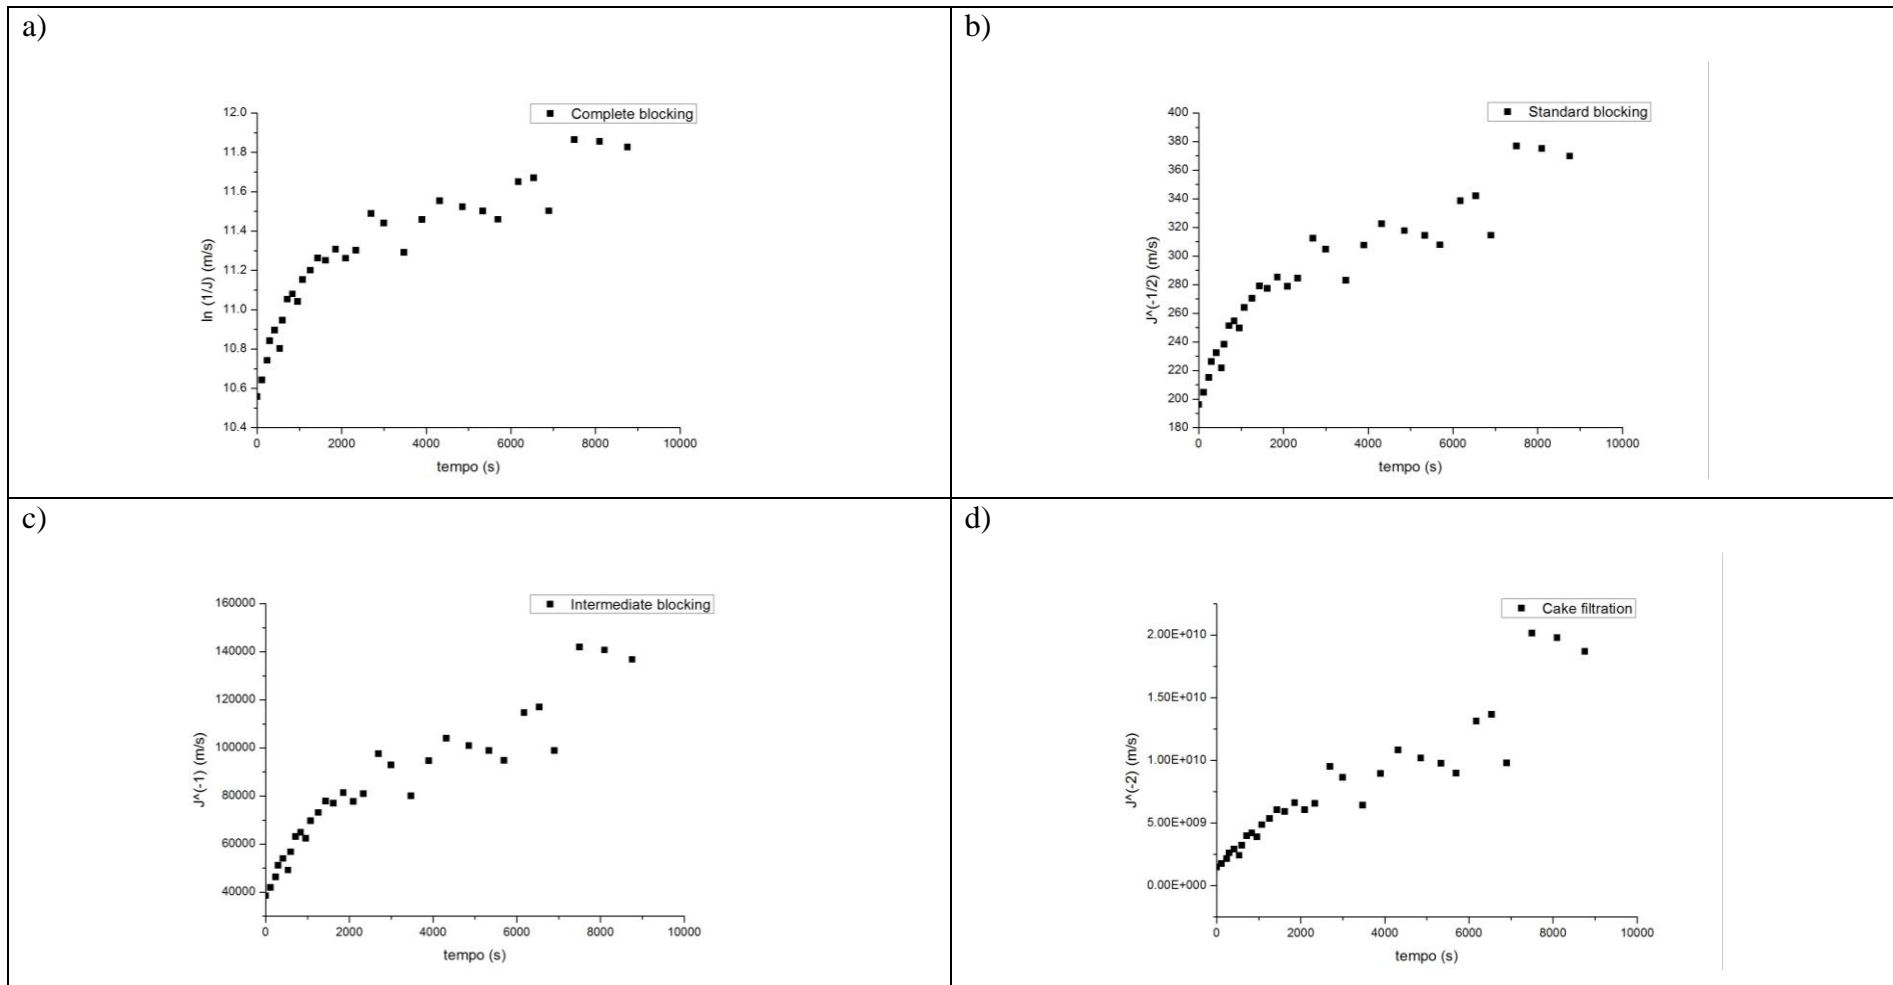 a)
Complete blocking
12.0
11.8
11.6
11.4
11.2
11.0
10.8
10.6
10.4
ln (1/J) (m/s)
0 2000 4000 6000 8000 10000
tempo (s)
b)
Standard blocking
400
380
360
340
320
300
280
260
240
220
200
180
J^(-1/2) (m/s)
0 2000 4000 6000 8000 10000
tempo (s)
c)
Intermediate blocking
160000
140000
120000
100000
80000
60000
40000
J^(-1) (m/s)
0 2000 4000 6000 8000 10000
tempo (s)
d)
Cake filtration
2.00E+010
1.50E+010
1.00E+010
5.00E+009
0.00E+000
J^(-2) (m/s)
0 2000 4000 6000 8000 10000
tempo (s)